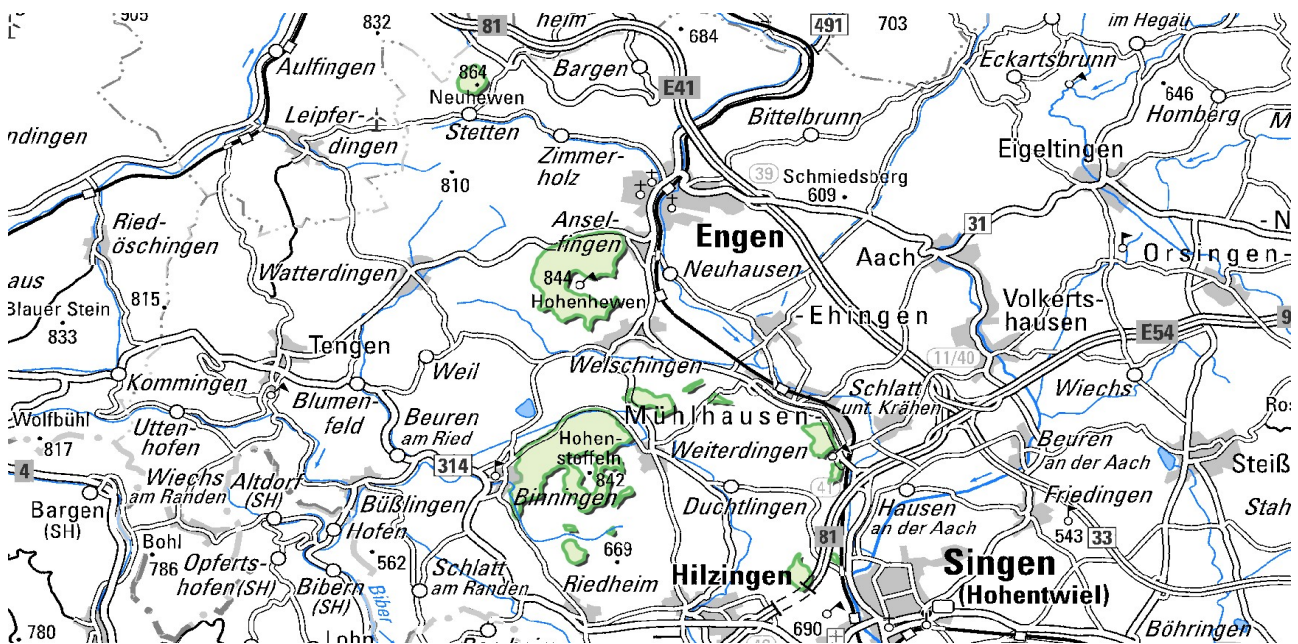 905
832
81
heim
684
491
703
im Hegau
Aulfingen
864
Bargen
E41
Eckartsbrunn
646
Homberg
Neuhewen
Stetten
Leipfer-
dingen
Bittelbrunn
ndingen
Zimmer-
holz
Eigeltingen
810
39
Schmiedsberg
609
31
Ried-
öschingen
Ansel-
fingen
Engen
Aach
Orsingen-
-N
Watterdingen
Neuhausen
844
Hohenhewen
aus
Blauer Stein
833
815
-Ehingen
Volkerts-
hausen
E54
9
Tengen
Weil
Welschingen
11/40
Kommingen
Schlatt
unt. Krähen
Wiechs
Blumen-
feld
Mühlhausen-
Wolfbühl
817
Utten-
hofen
Beuren
am Ried
Hohen-
stoffeln
842
Weiterdingen
Beuren
an der Aach
4
Wiechs
am Randen
Altdorf
(SH)
314
Steiß
Büßlingen
Binningen
Duchtlingen
41
Hausen
an der Aach
Friedingen
Stah
Bargen
(SH)
Hofen
81
543
33
Bohl
786
Opferts-
hofen (SH)
562
669
Singen
(Hohentwiel)
Bibern
(SH)
Biber
Schlatt
am Randen
Riedheim
Hilzingen
780
690
Böhringen